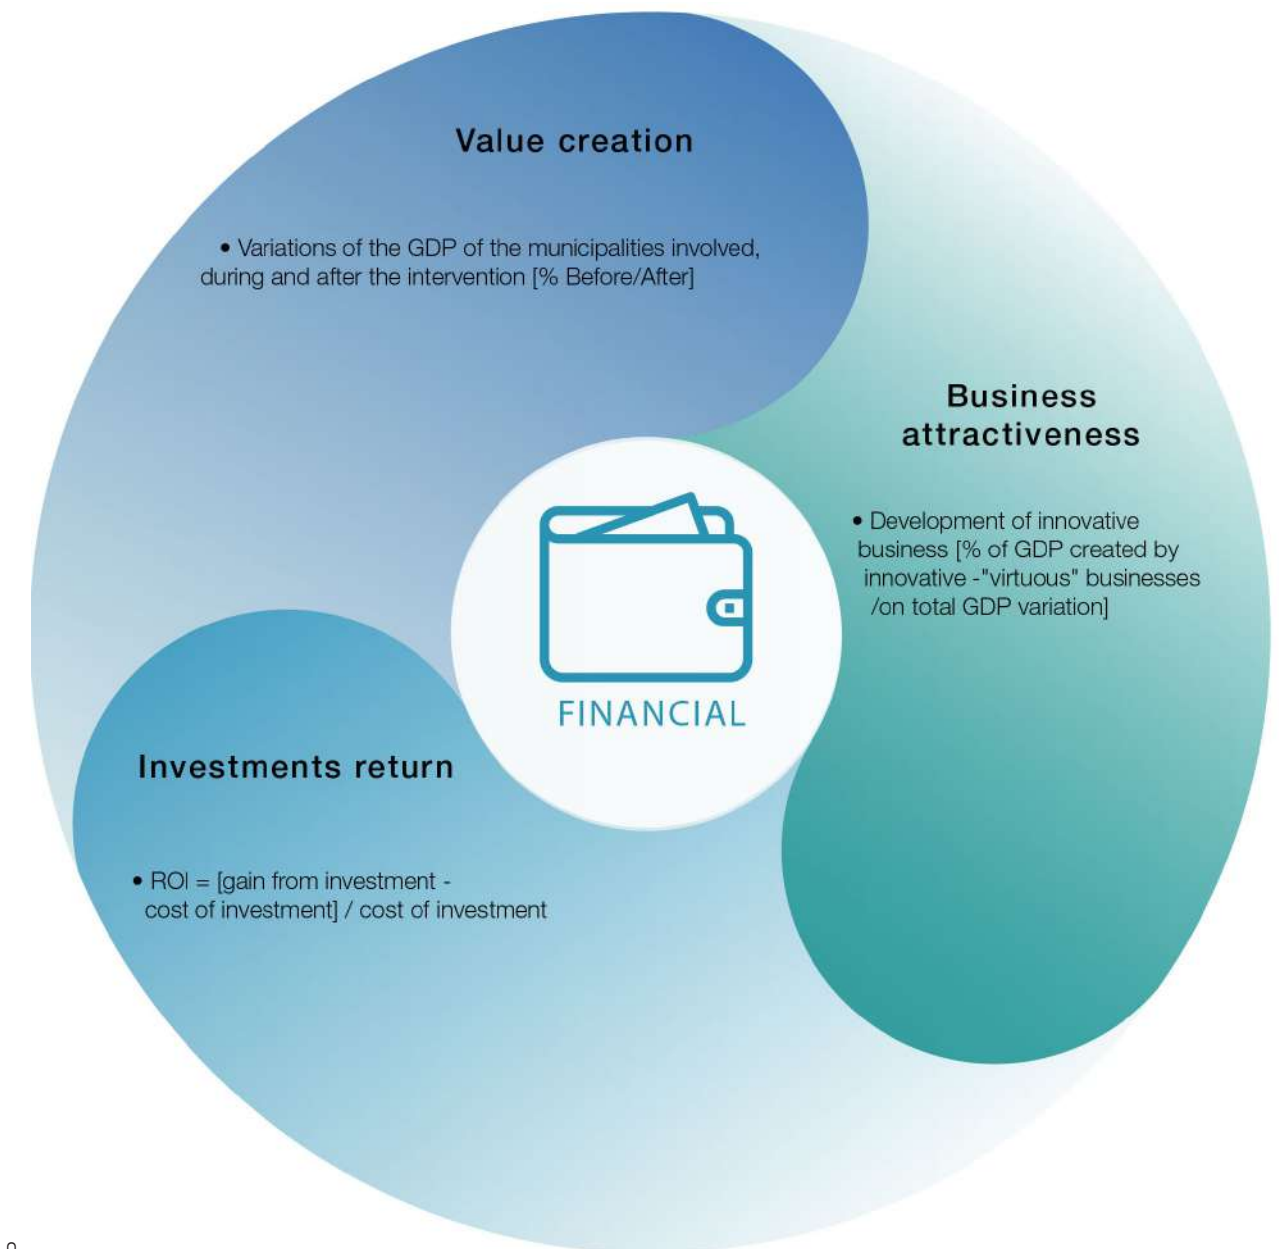 Value creation
• Variations of the GDP of the municipalities involved,
during and after the intervention [% Before/After]
Business
attractiveness
• Development of innovative
business [% of GDP created by
innovative -"virtuous" businesses
/on total GDP variation]
FINANCIAL
Investments return
• ROI = [gain from investment -
cost of investment] / cost of investment